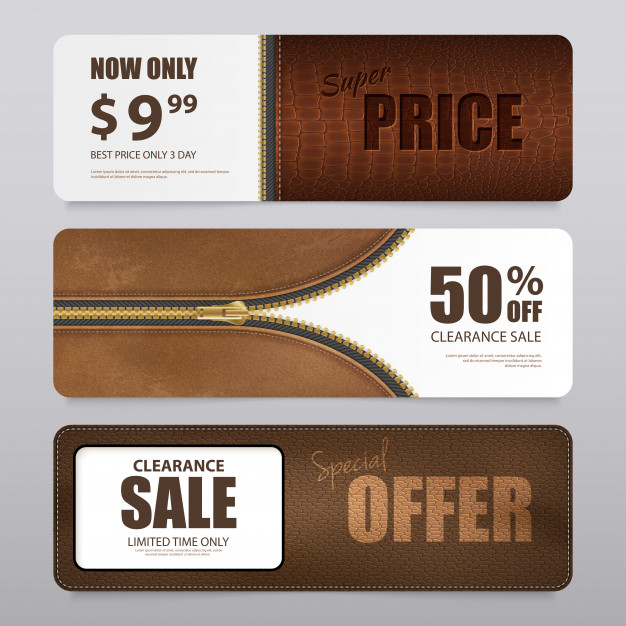 NOW ONLY
$9.99
BEST PRICE ONLY 3 DAY
Super
PRICE
50% OFF
CLEARANCE SALE
CLEARANCE
SALE
LIMITED TIME ONLY
Special
OFFER